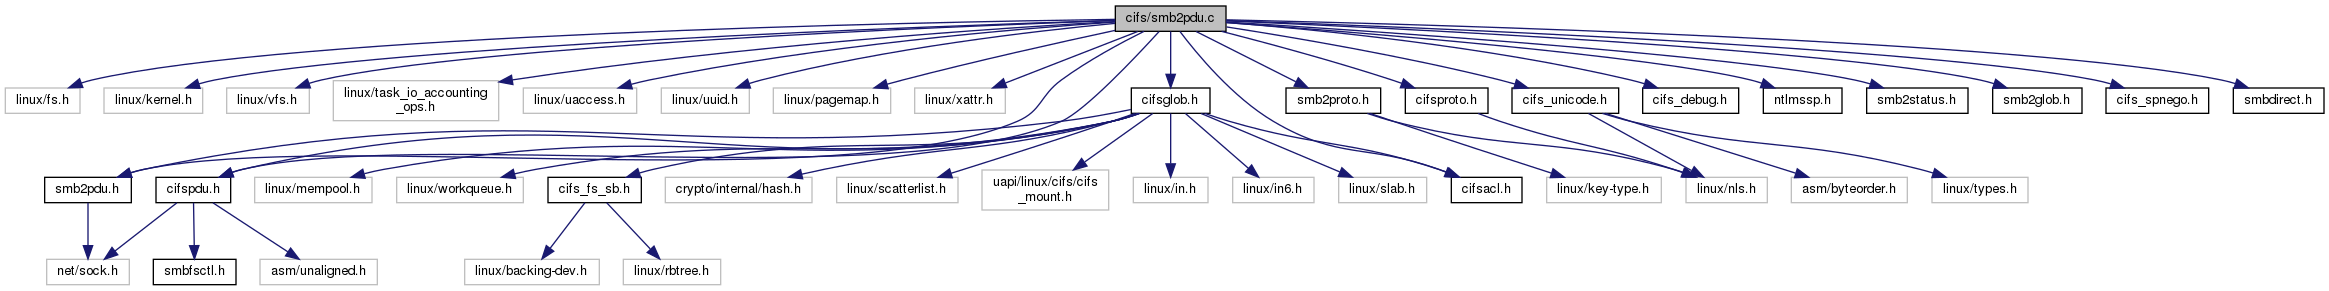 cifs/smb2pdu.c
linux/fs.h
linux/kernel.h
linux/vfs.h
linux/task_io_accounting
_ops.h
linux/uaccess.h
linux/uuid.h
linux/pagemap.h
linux/xattr.h
cifsglob.h
smb2proto.h
cifsproto.h
cifs_unicode.h
cifs_debug.h
ntlmssp.h
smb2status.h
smb2glob.h
cifs_spnego.h
smbdirect.h
smb2pdu.h
cifspdu.h
linux/mempool.h
linux/workqueue.h
cifs_fs_sb.h
crypto/internal/hash.h
linux/scatterlist.h
uapi/linux/cifs/cifs
_mount.h
linux/in.h
linux/in6.h
linux/slab.h
cifsacl.h
linux/key-type.h
linux/nls.h
asm/byteorder.h
linux/types.h
net/sock.h
smbfsctl.h
asm/unaligned.h
linux/backing-dev.h
linux/rbtree.h